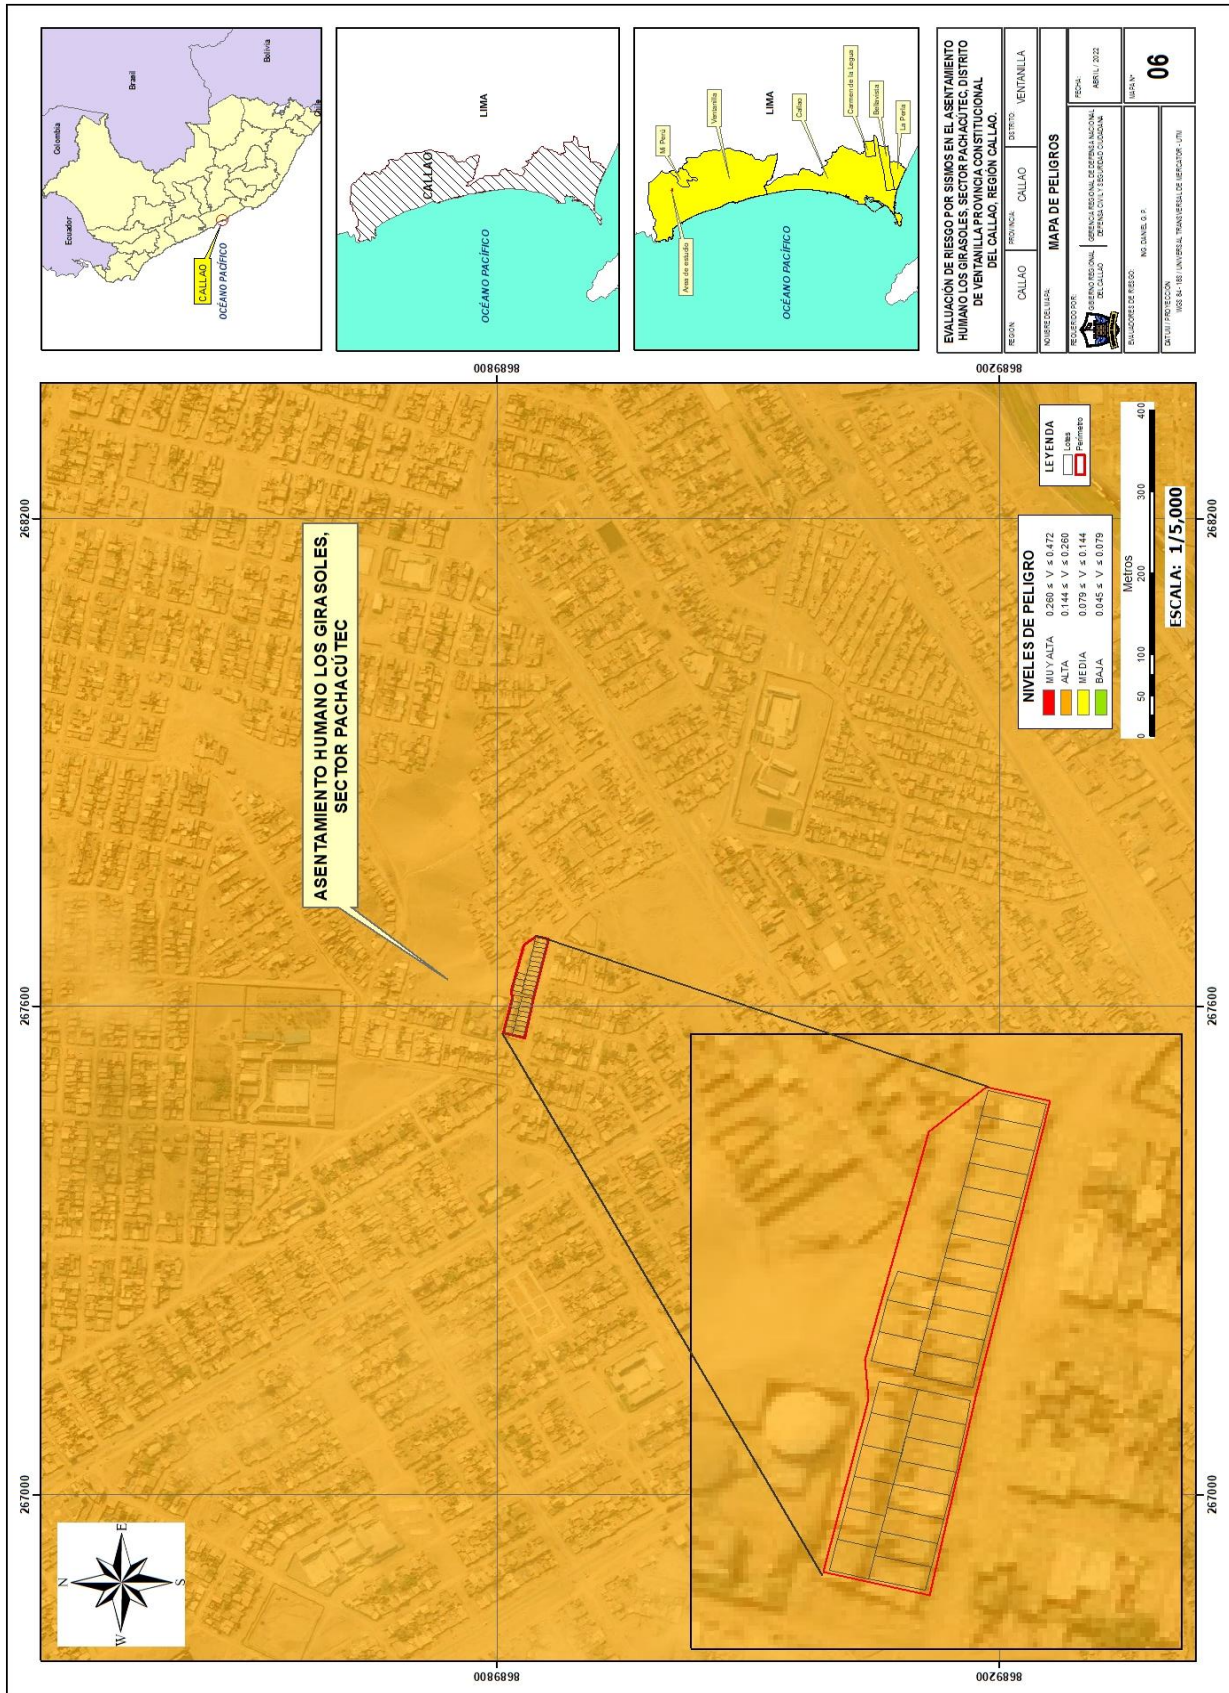 N
E
S
W
267000
267600
268200
8689800
8689200
ASENTAMIENTO HUMANO LOS GIRASOLES,
SECTOR PACHACÚTEC
NIVELES DE PELIGRO
MUY ALTA 0.260 ≤ V ≤ 0.472
ALTA 0.144 ≤ V ≤ 0.260
MEDIA 0.079 ≤ V ≤ 0.144
BAJA 0.045 ≤ V ≤ 0.079
LEYENDA
Lotes
Perímetro
Metros
0 50 100 200 300 400
ESCALA: 1/5,000
267000
267600
268200
8689800
8689200
Ecuador
Colombia
Brasil
Bolivia
Chile
CALLAO
OCÉANO PACÍFICO
CALLAO
LIMA
OCÉANO PACÍFICO
Mi Perú
Ventanilla
Area de estudio
LIMA
Callao
Carmen de la Legua
Bellavista
La Perla
OCÉANO PACÍFICO
EVALUACIÓN DE RIESGO POR SISMOS EN EL ASENTAMIENTO
HUMANO LOS GIRASOLES, SECTOR PACHACÚTEC, DISTRITO
DE VENTANILLA PROVINCIA CONSTITUCIONAL
DEL CALLAO, REGIÓN CALLAO.
REGION: CALLAO PROVINCIA: CALLAO DISTRITO: VENTANILLA
NOMBRE DEL MAPA:
MAPA DE PELIGROS
REQUERIDO POR:
GOBIERNO REGIONAL
DEL CALLAO
GERENCIA REGIONAL DE DEFENSA NACIONAL
DEFENSA CIVIL Y SEGURIDAD CIUDADANA
FECHA:
ABRIL / 2022
EVALUADORES DE RIESGO:
ING. DANIEL G. P.
MAPA N°
06
DATUM / PROYECCIÓN:
WGS 84 - 18S / UNIVERSAL TRANSVERSAL DE MERCATOR - UTM